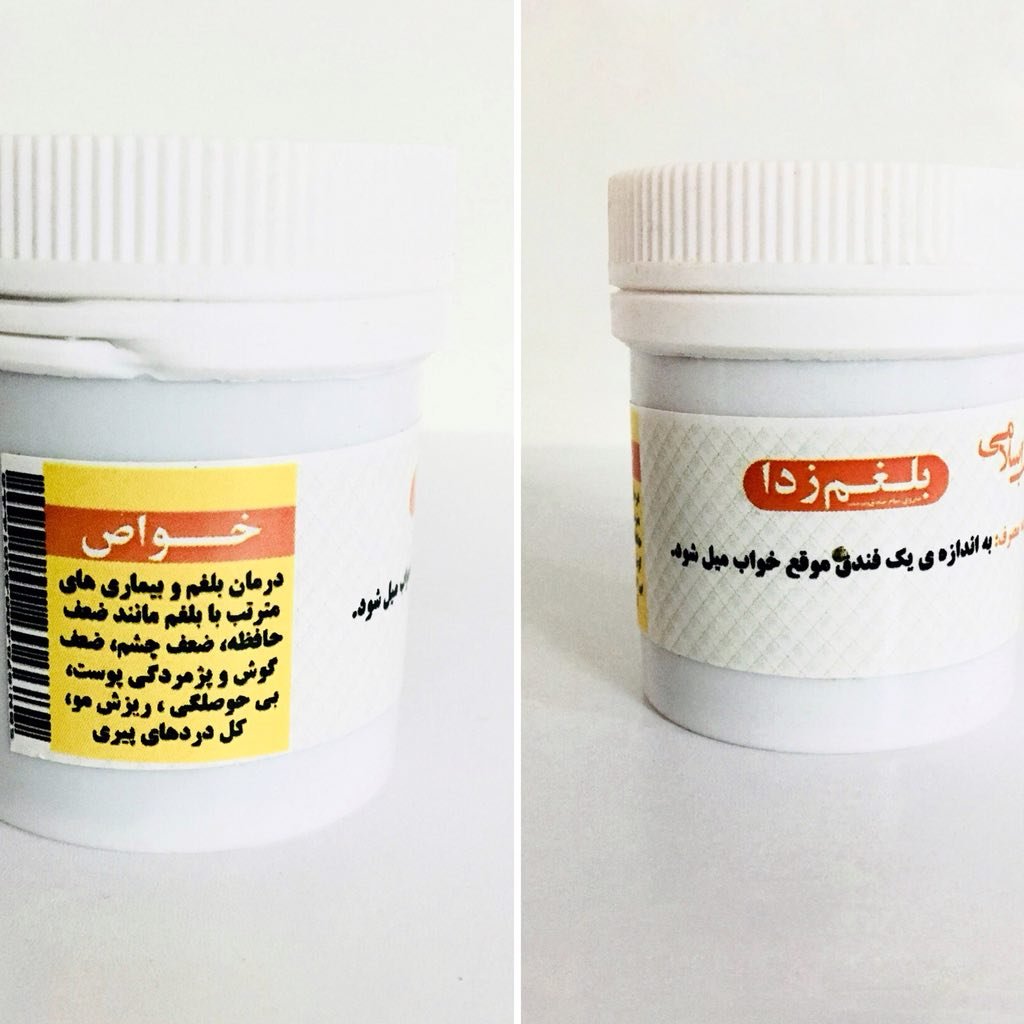 خواص
درمان بلغم و بیماری های
مترتب با بلغم مانند ضعف
حافظه، ضعف چشم، ضعف
گوش و پژمردگی پوست،
بی حوصلگی ، ریزش مو،
کل دردهای پیری
میل شود.
بلغم زدا
مصرف: به اندازه ی یک فندق موقع خواب میل شود.